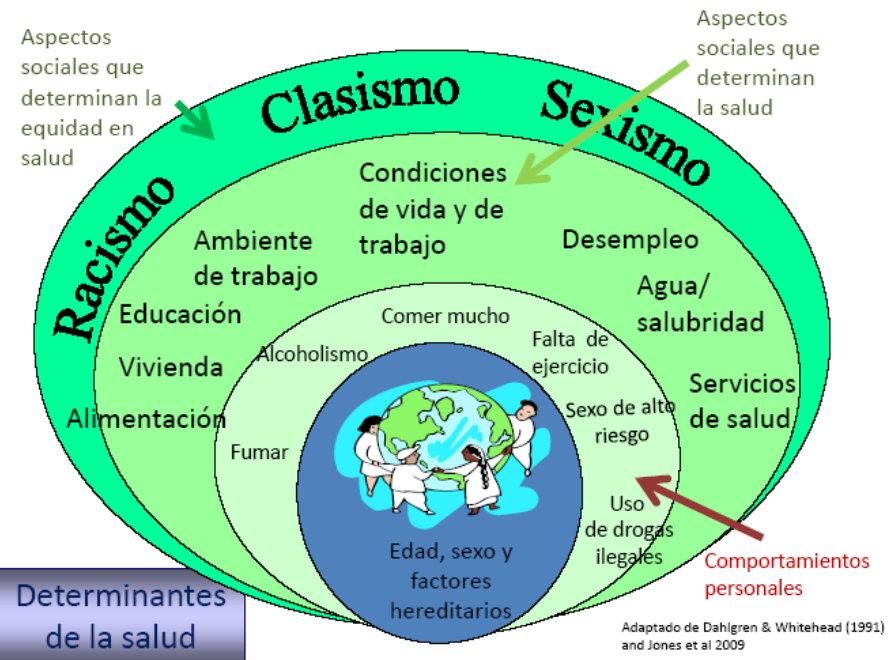 Aspectos
sociales que
determinan la
equidad en
salud
Aspectos
sociales que
determinan
la salud
Racismo
Clasismo
Sexismo
Condiciones
de vida y de
trabajo
Ambiente
de trabajo
Desempleo
Educación
Agua/
salubridad
Vivienda
Servicios
de salud
Alimentación
Comer mucho
Alcoholismo
Falta de
ejercicio
Fumar
Sexo de alto
riesgo
Uso
de drogas
ilegales
Edad, sexo y
factores
hereditarios
Comportamientos
personales
Determinantes
de la salud
Adaptado de Dahlgren & Whitehead (1991)
and Jones et al 2009